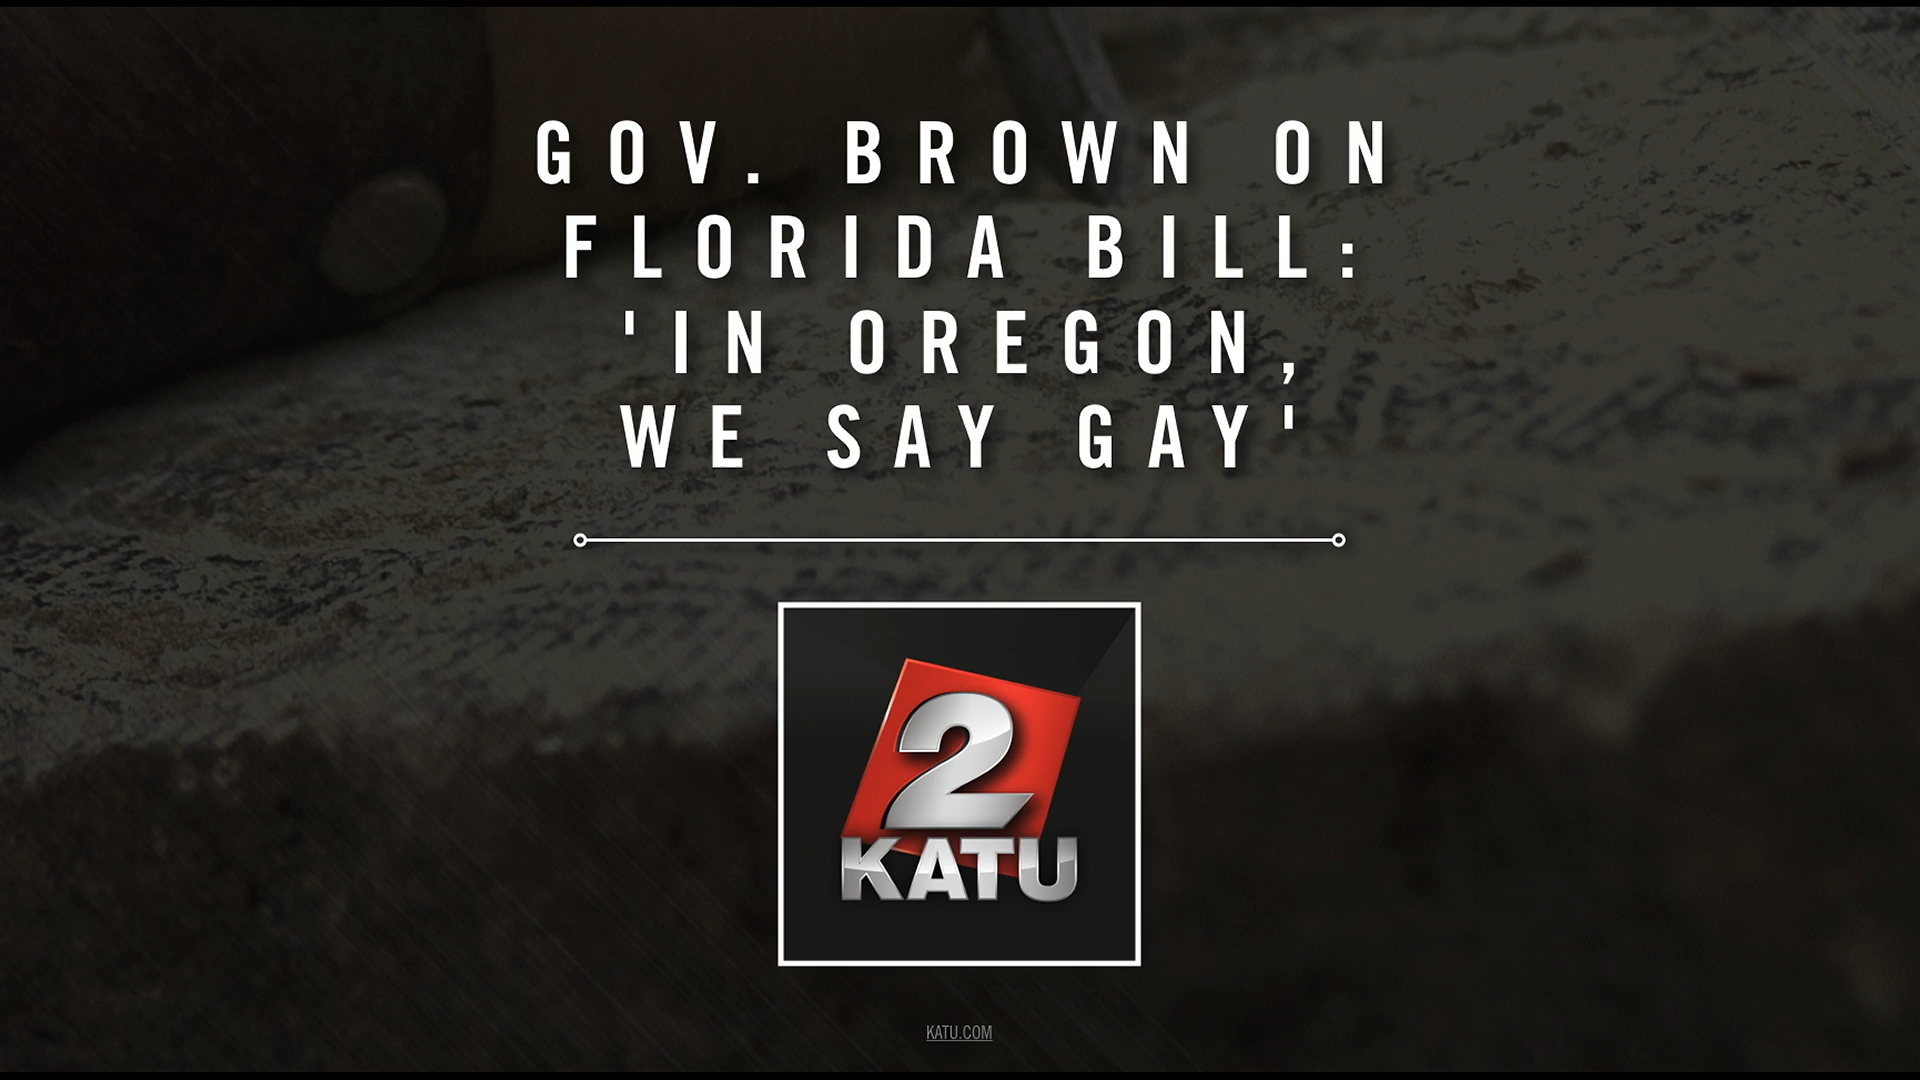 GOV. BROWN ON
FLORIDA BILL:
'IN OREGON,
WE SAY GAY'
2
KATU
KATU.COM